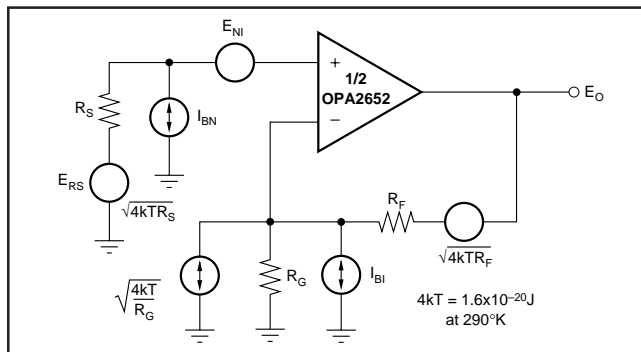 E_NI
+
1/2
OPA2652
−
E_O
R_S
I_BN
E_RS
√4kTR_S
R_F
√4kTR_F
√4kT/R_G
R_G
I_BI
4kT = 1.6x10⁻²⁰J
at 290°K